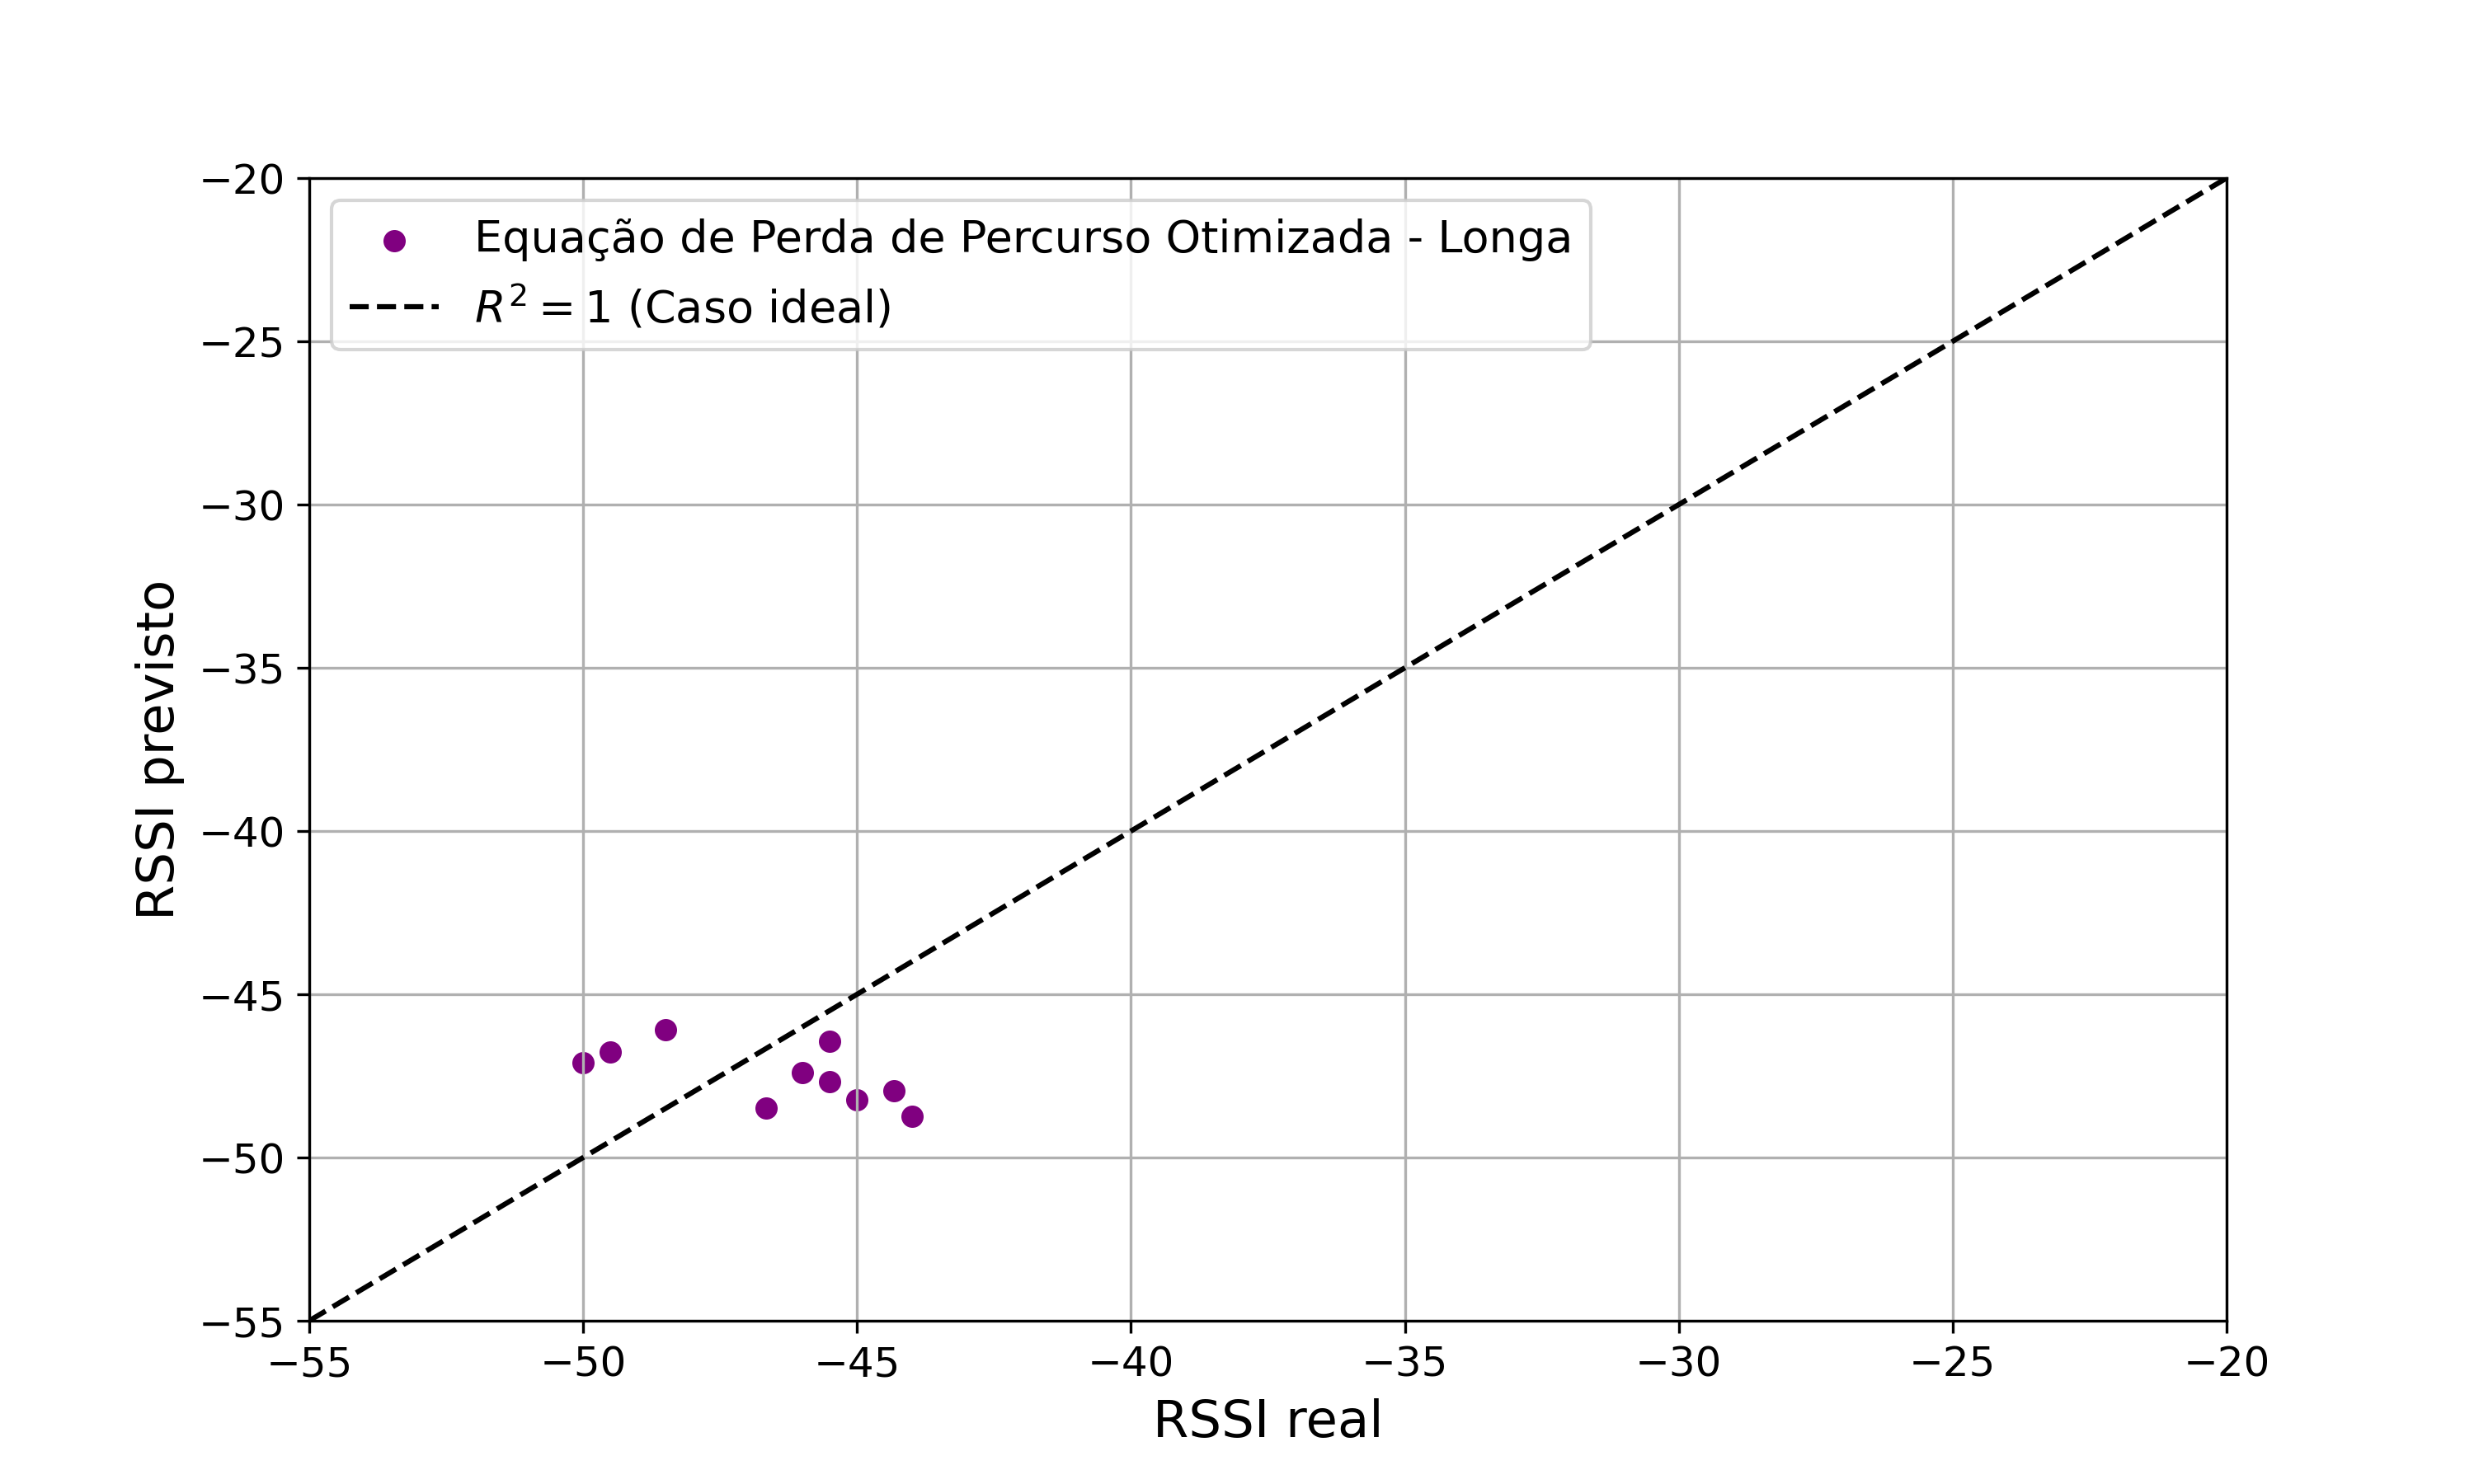 Equação de Perda de Percurso Otimizada - Longa
R² = 1 (Caso ideal)
−20
−25
−30
−35
−40
−45
−50
−55
RSSI previsto
−55 −50 −45 −40 −35 −30 −25 −20
RSSI real